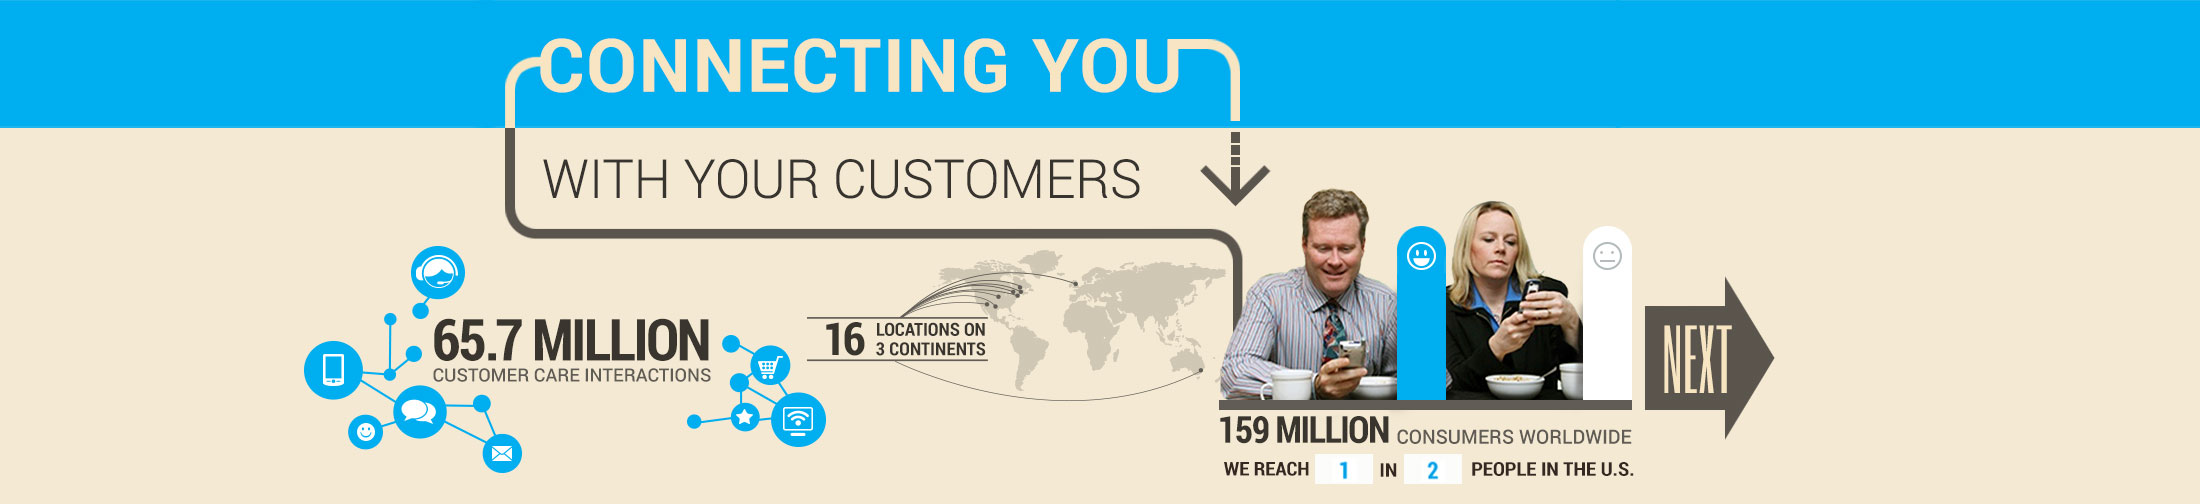 CONNECTING YOU
WITH YOUR CUSTOMERS
65.7 MILLION
CUSTOMER CARE INTERACTIONS
16 LOCATIONS ON
3 CONTINENTS
159 MILLION CONSUMERS WORLDWIDE
WE REACH 1 IN 2 PEOPLE IN THE U.S.
NEXT